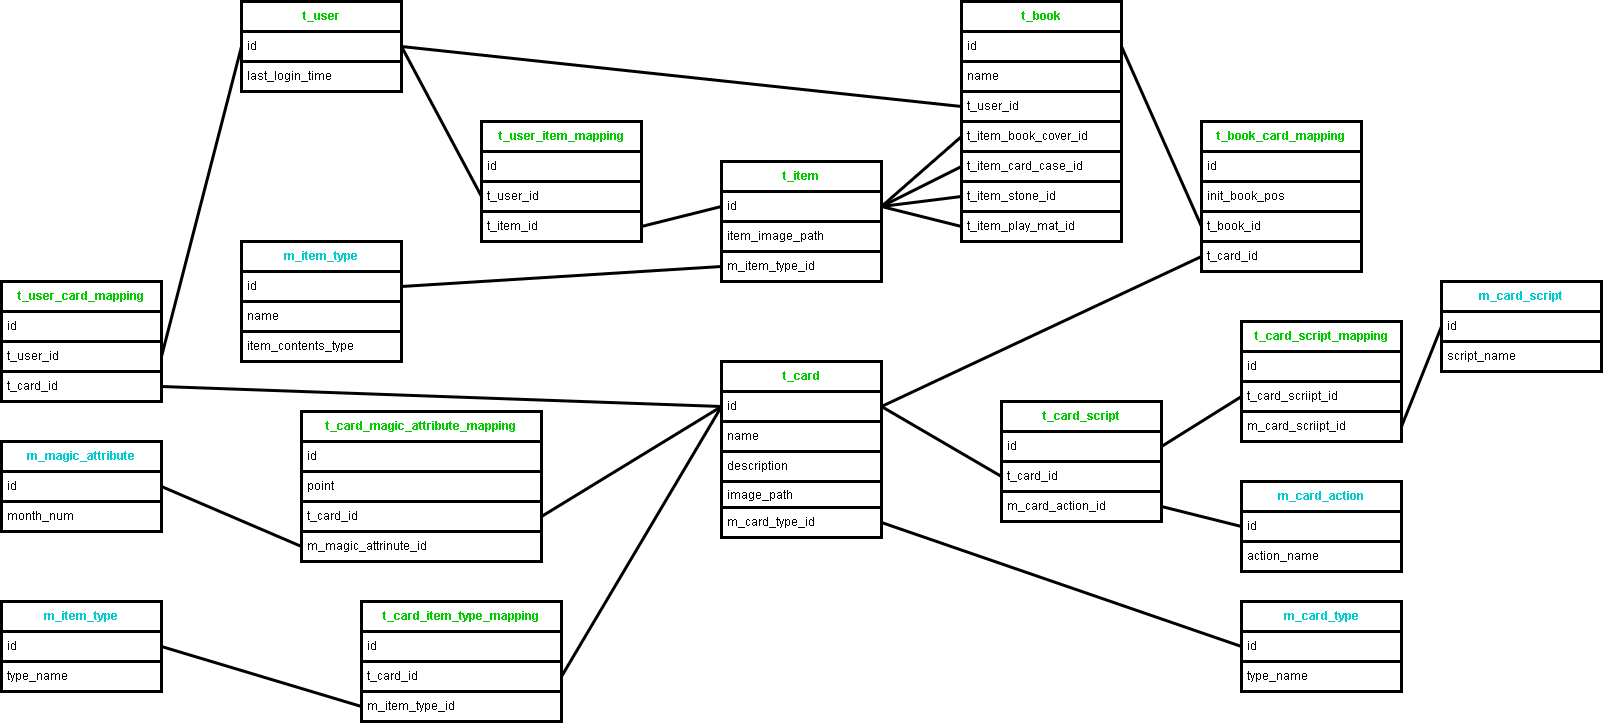 t_user
id
last_login_time
t_book
id
name
t_user_id
t_item_book_cover_id
t_item_card_case_id
t_item_stone_id
t_item_play_mat_id
t_user_item_mapping
id
t_user_id
t_item_id
t_item
id
item_image_path
m_item_type_id
t_book_card_mapping
id
init_book_pos
t_book_id
t_card_id
m_item_type
id
name
item_contents_type
t_user_card_mapping
id
t_user_id
t_card_id
m_card_script
id
script_name
t_card_script_mapping
id
t_card_scriipt_id
m_card_scriipt_id
t_card
id
name
description
image_path
m_card_type_id
t_card_script
id
t_card_id
m_card_action_id
t_card_magic_attribute_mapping
id
point
t_card_id
m_magic_attrinute_id
m_magic_attribute
id
month_num
m_card_action
id
action_name
m_item_type
id
type_name
t_card_item_type_mapping
id
t_card_id
m_item_type_id
m_card_type
id
type_name